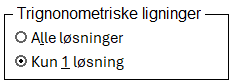 Trignonometriske ligninger
Alle løsninger
Kun 1 løsning